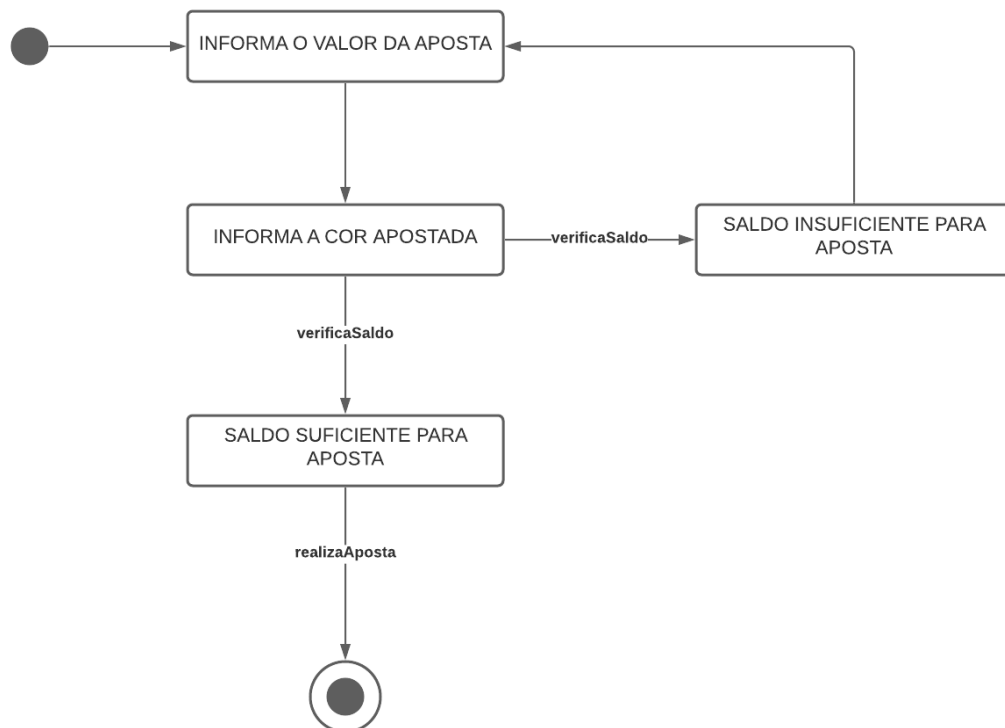 INFORMA O VALOR DA APOSTA
INFORMA A COR APOSTADA
verificaSaldo
SALDO INSUFICIENTE PARA
APOSTA
verificaSaldo
SALDO SUFICIENTE PARA
APOSTA
realizaAposta